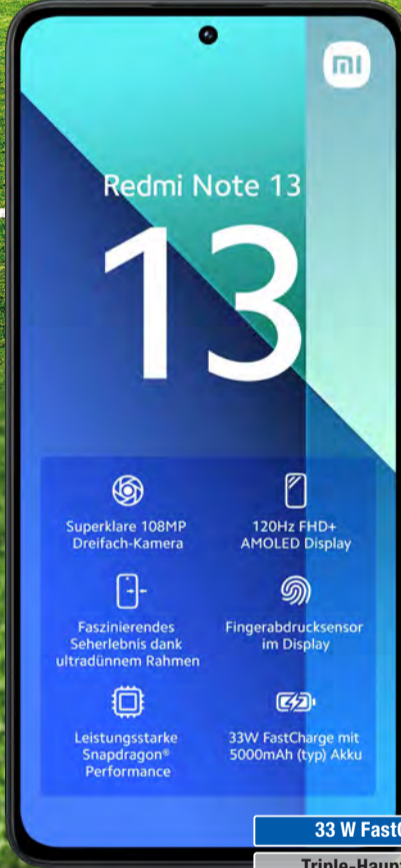 mi
Redmi Note 13
13
Superklare 108MP
Dreifach-Kamera
120Hz FHD+
AMOLED Display
Faszinierendes
Seherlebnis dank
ultradünnem Rahmen
Fingerabdrucksensor
im Display
Leistungsstarke
Snapdragon®
Performance
33W FastCharge mit
5000mAh (typ) Akku
33 W Fast